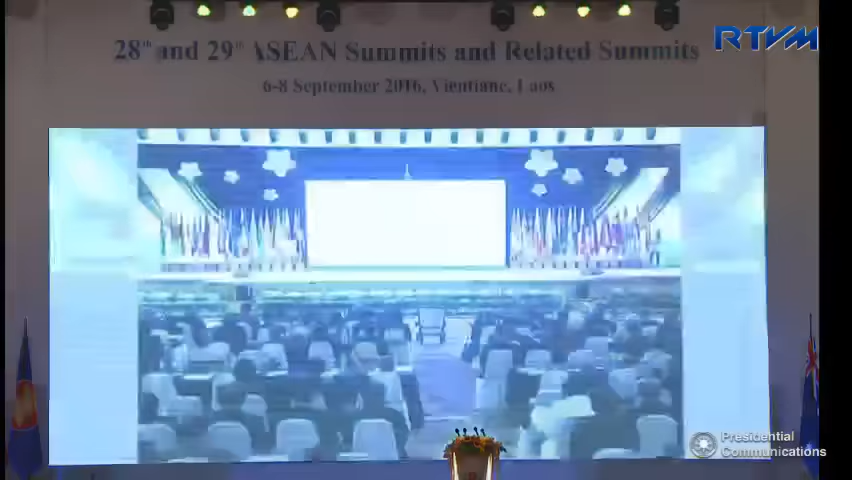 RTVM
28th and 29th ASEAN Summits and Related Summits
6-8 September 2016, Vientiane, Laos
Presidential
Communications